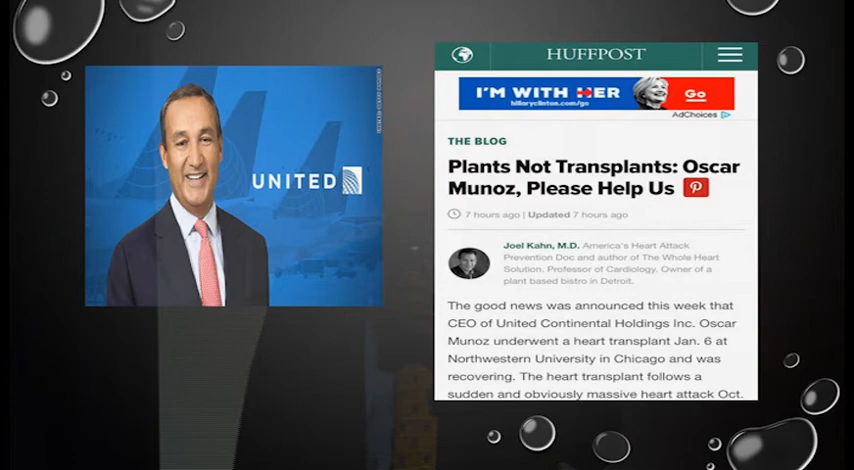 UNITED
HUFFPOST
I'M WITH HER
hillaryclinton.com/go
Go
AdChoices
THE BLOG
Plants Not Transplants: Oscar
Munoz, Please Help Us
7 hours ago | Updated 7 hours ago
Joel Kahn, M.D. America's Heart Attack
Prevention Doc and author of The Whole Heart
Solution. Professor of Cardiology. Owner of a
plant based bistro in Detroit.
The good news was announced this week that
CEO of United Continental Holdings Inc. Oscar
Munoz underwent a heart transplant Jan. 6 at
Northwestern University in Chicago and was
recovering. The heart transplant follows a
sudden and obviously massive heart attack Oct.